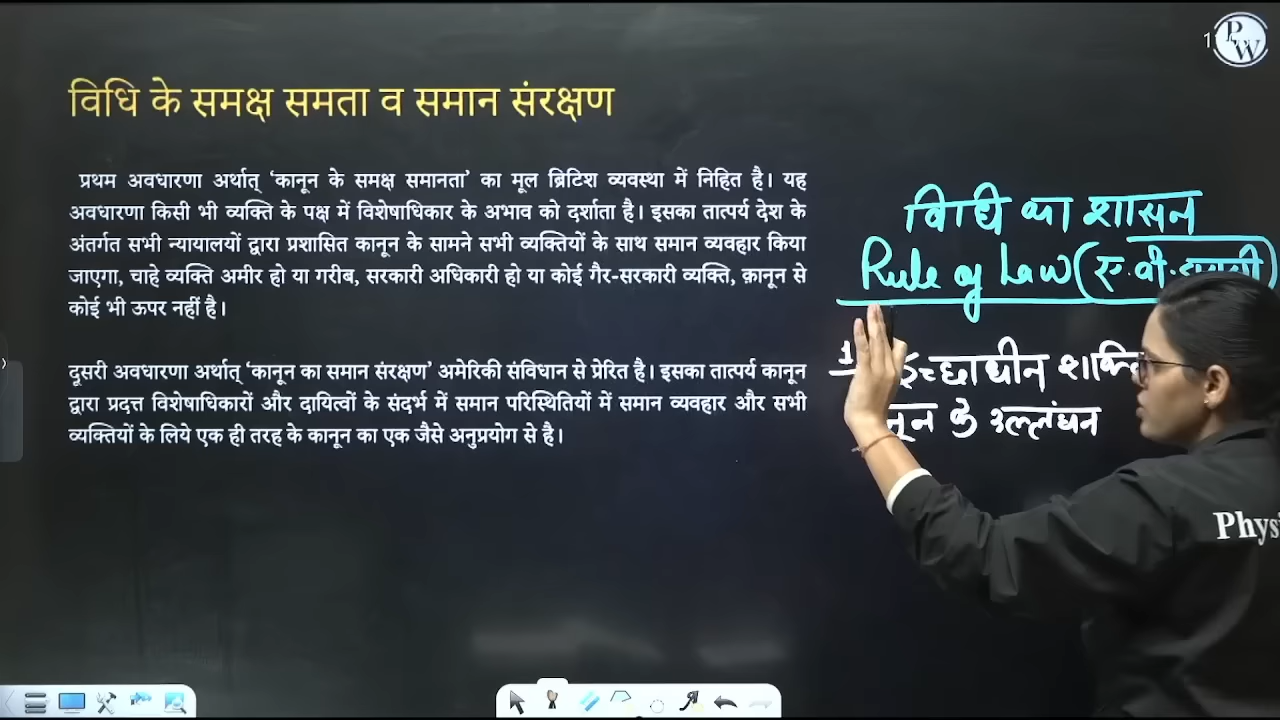 PW
विधि के समक्ष समता व समान संरक्षण
प्रथम अवधारणा अर्थात् ‘कानून के समक्ष समानता’ का मूल ब्रिटिश व्यवस्था में निहित है। यह
अवधारणा किसी भी व्यक्ति के पक्ष में विशेषाधिकार के अभाव को दर्शाता है। इसका तात्पर्य देश के
अंतर्गत सभी न्यायालयों द्वारा प्रशासित कानून के सामने सभी व्यक्तियों के साथ समान व्यवहार किया
जाएगा, चाहे व्यक्ति अमीर हो या गरीब, सरकारी अधिकारी हो या कोई गैर-सरकारी व्यक्ति, क़ानून से
कोई भी ऊपर नहीं है।
दूसरी अवधारणा अर्थात् ‘कानून का समान संरक्षण’ अमेरिकी संविधान से प्रेरित है। इसका तात्पर्य कानून
द्वारा प्रदत्त विशेषाधिकारों और दायित्वों के संदर्भ में समान परिस्थितियों में समान व्यवहार और सभी
व्यक्तियों के लिये एक ही तरह के कानून का एक जैसे अनुप्रयोग से है।
विधि का शासन
Rule of Law (ए.वी.
1 इच्छाधीन
के उल्लंघन